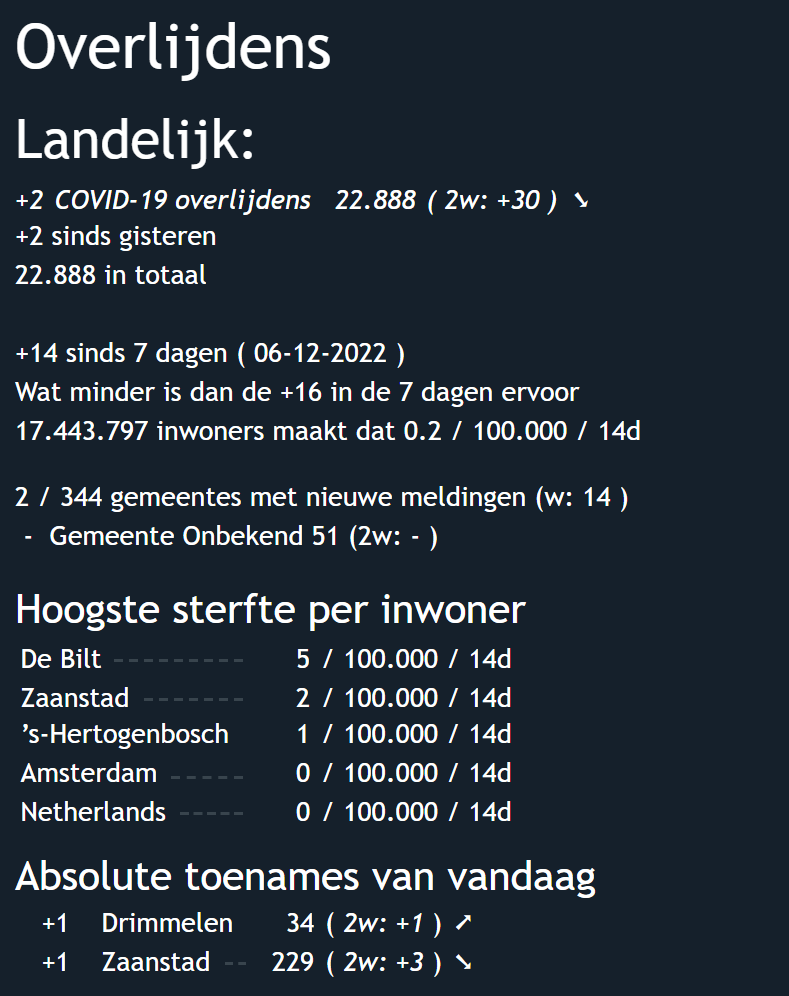 Overlijdens
Landelijk:
+2 COVID-19 overlijdens 22.888 ( 2w: +30 ) ➘
+2 sinds gisteren
22.888 in totaal
+14 sinds 7 dagen ( 06-12-2022 )
Wat minder is dan de +16 in de 7 dagen ervoor
17.443.797 inwoners maakt dat 0.2 / 100.000 / 14d
2 / 344 gemeentes met nieuwe meldingen (w: 14 )
- Gemeente Onbekend 51 (2w: - )
Hoogste sterfte per inwoner
De Bilt --------- 5 / 100.000 / 14d
Zaanstad ------- 2 / 100.000 / 14d
’s-Hertogenbosch 1 / 100.000 / 14d
Amsterdam ----- 0 / 100.000 / 14d
Netherlands ----- 0 / 100.000 / 14d
Absolute toenames van vandaag
+1 Drimmelen 34 ( 2w: +1 ) ➚
+1 Zaanstad -- 229 ( 2w: +3 ) ➘